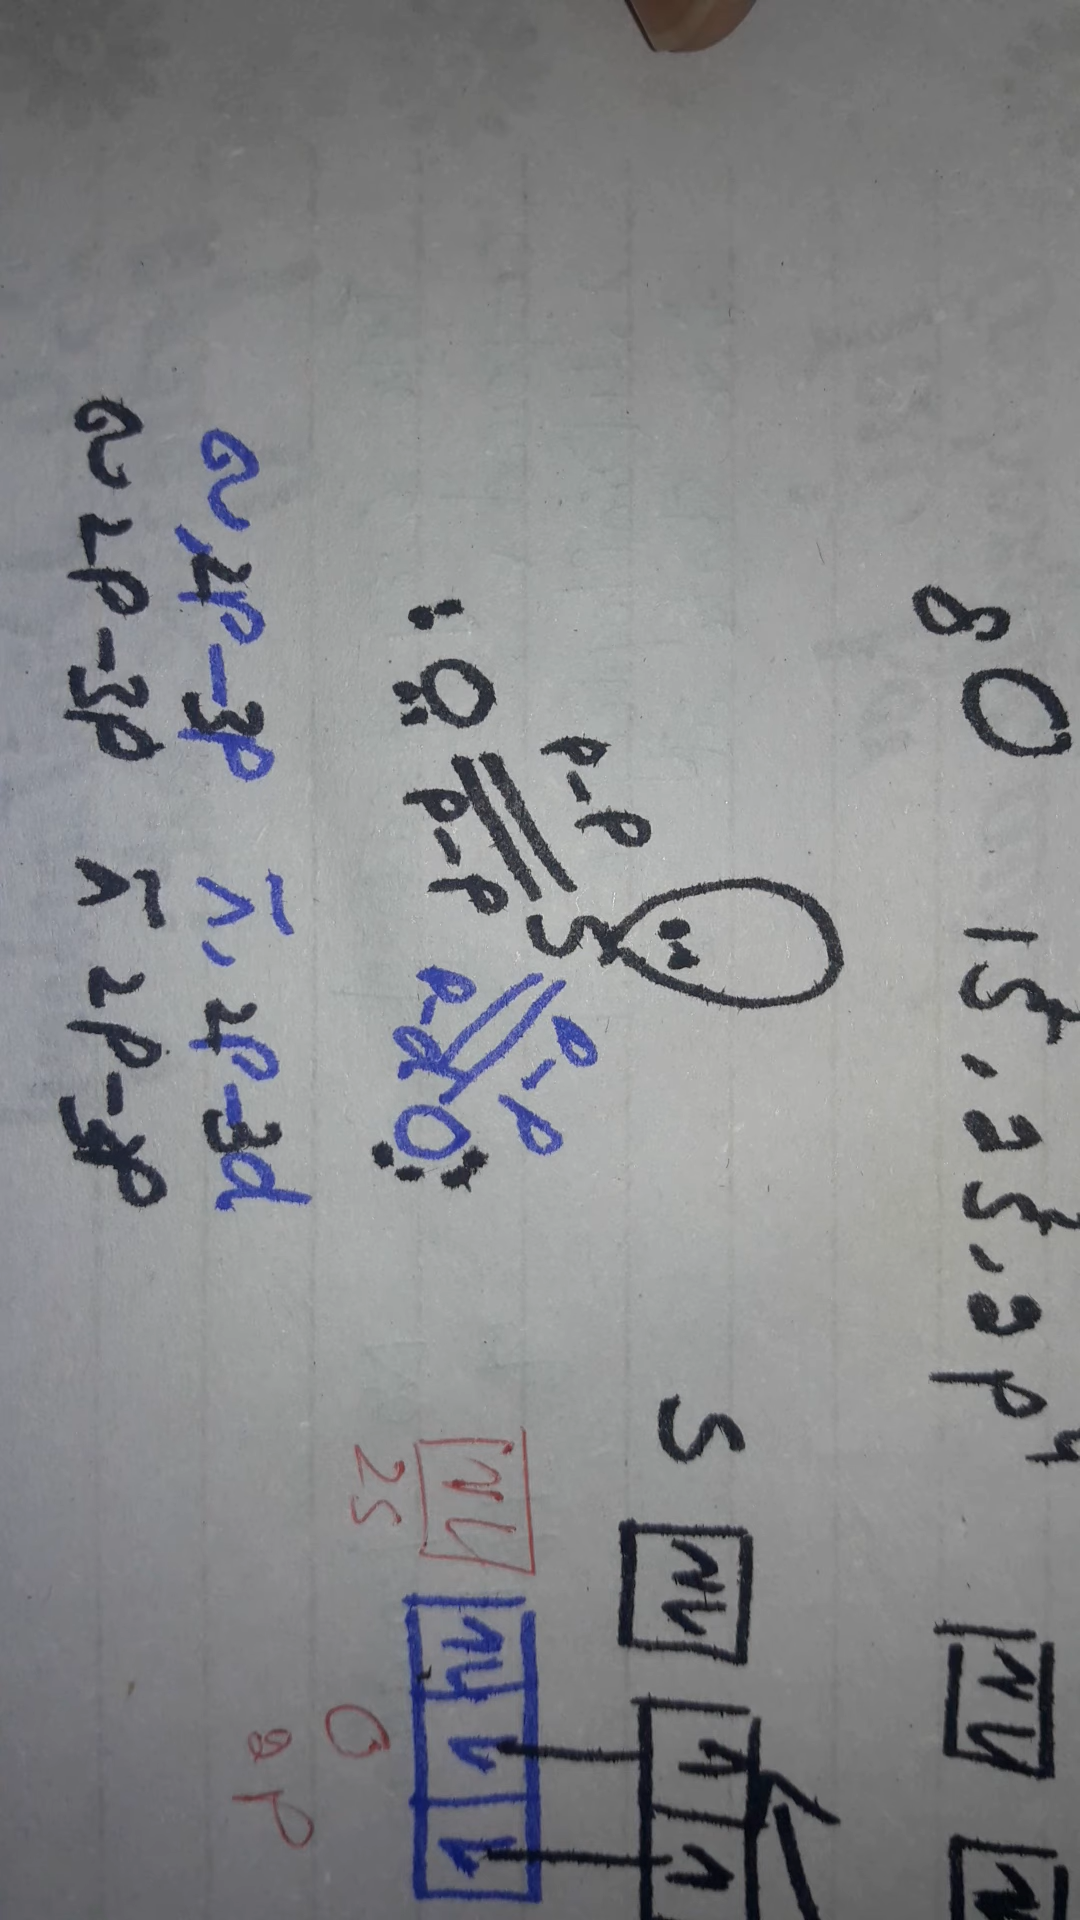 8O 1s², 2s², 2p⁴
S
p-p
p-p
S
p-p
p-d
:O
O
2s
O
2p
σ, 2p-3p π, 2p-3d
σ 2p-3p π 2p-3p